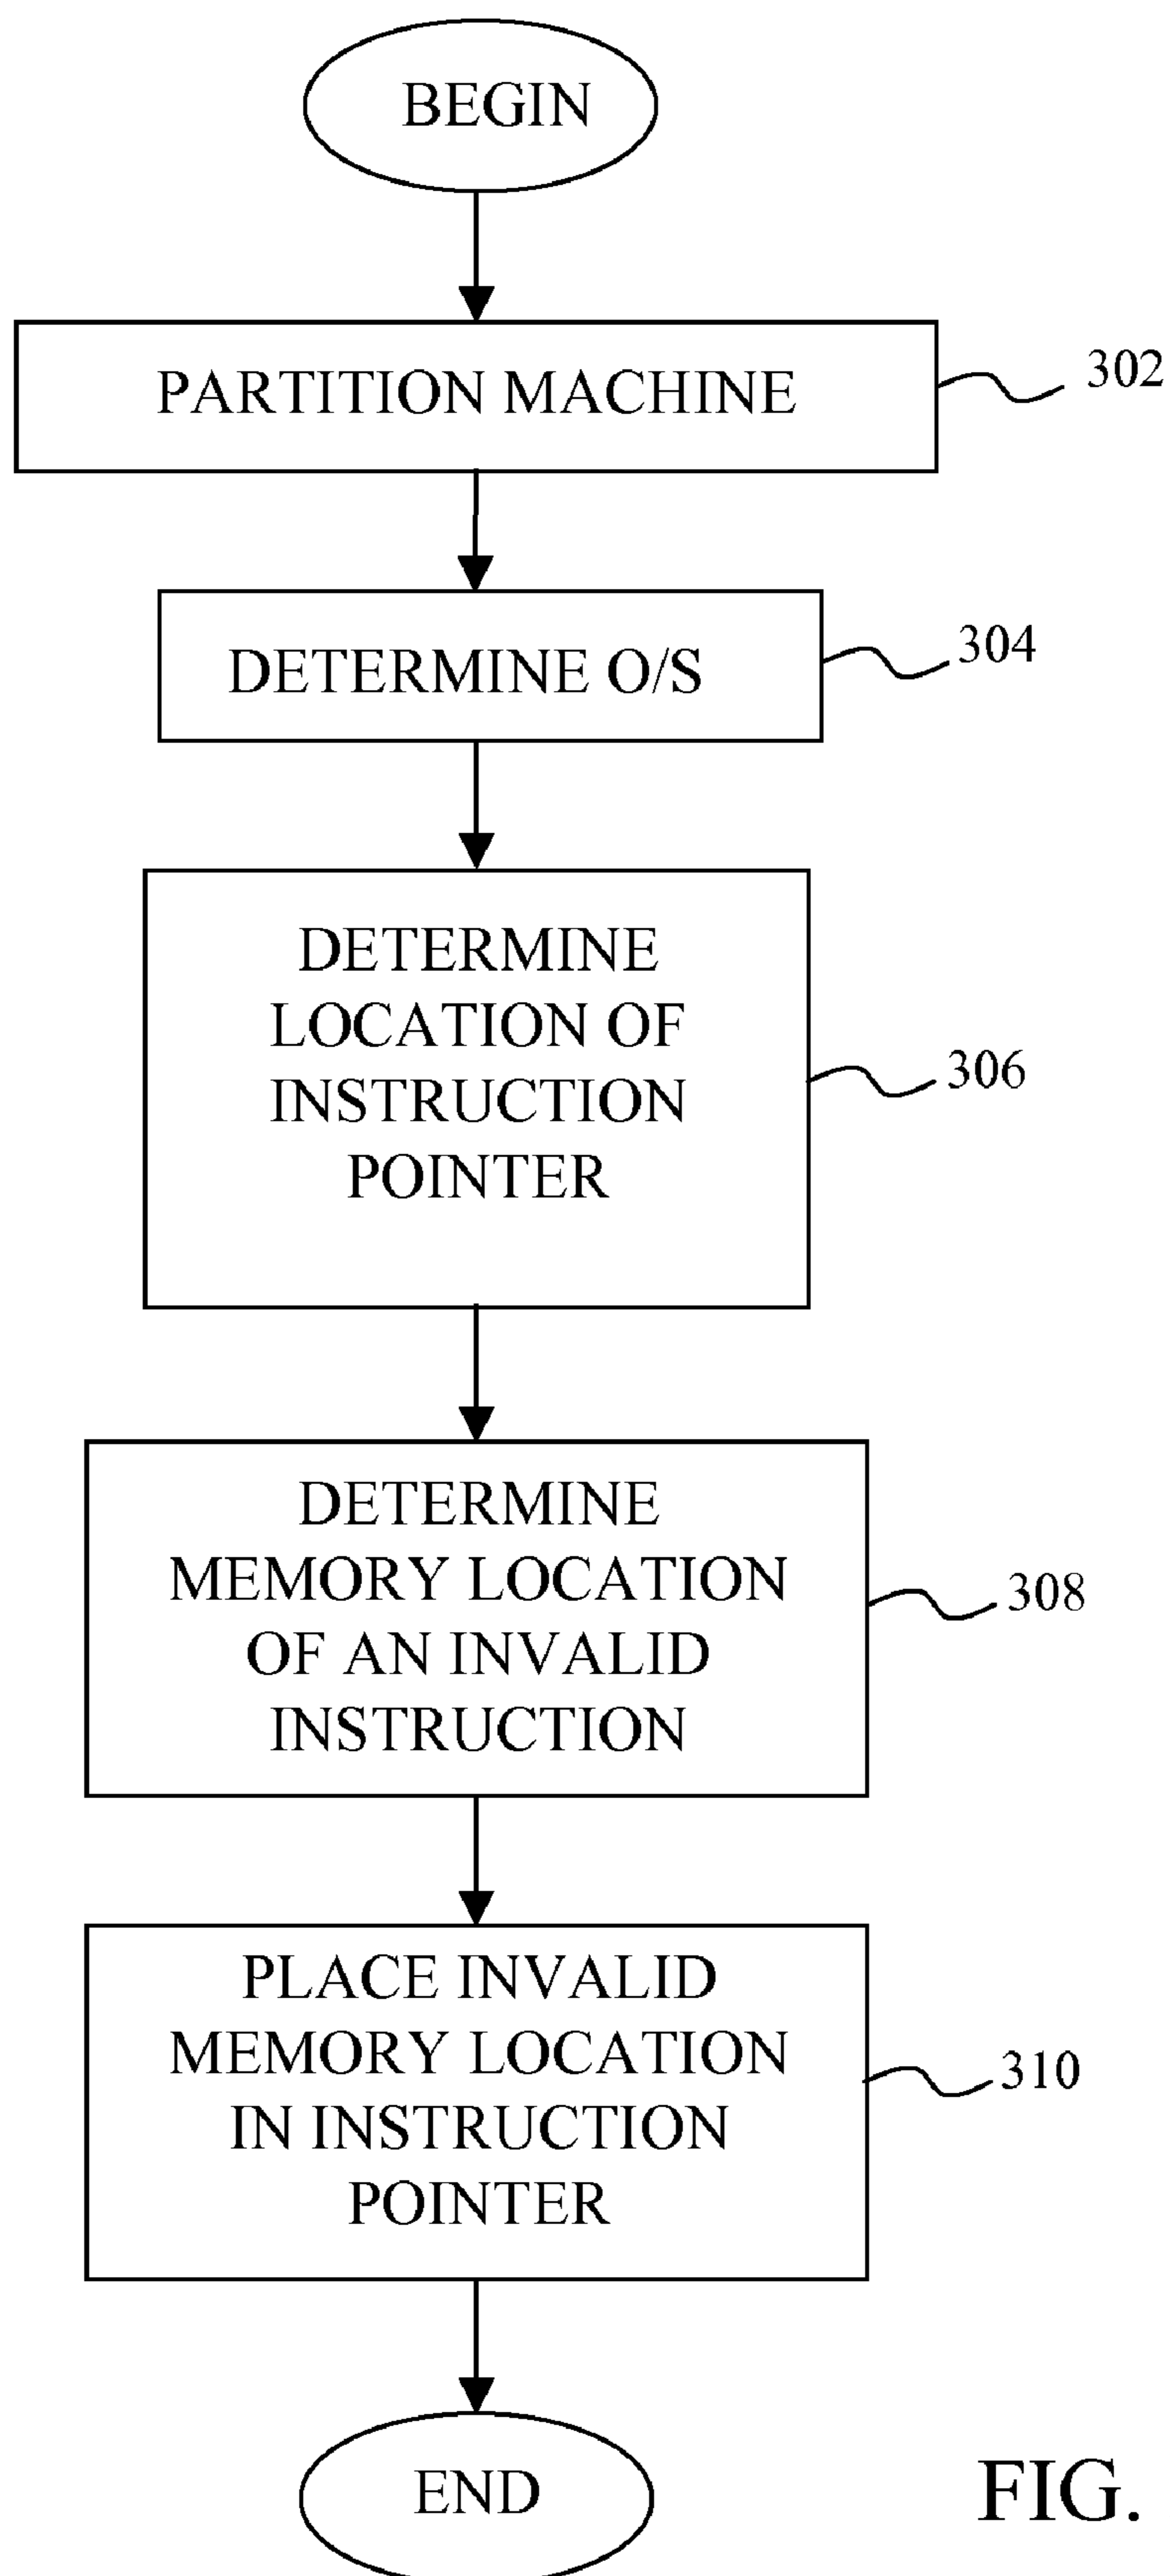 BEGIN
PARTITION MACHINE
302
DETERMINE O/S
304
DETERMINE
LOCATION OF
INSTRUCTION
POINTER
306
DETERMINE
MEMORY LOCATION
OF AN INVALID
INSTRUCTION
308
PLACE INVALID
MEMORY LOCATION
IN INSTRUCTION
POINTER
310
END
FIG.